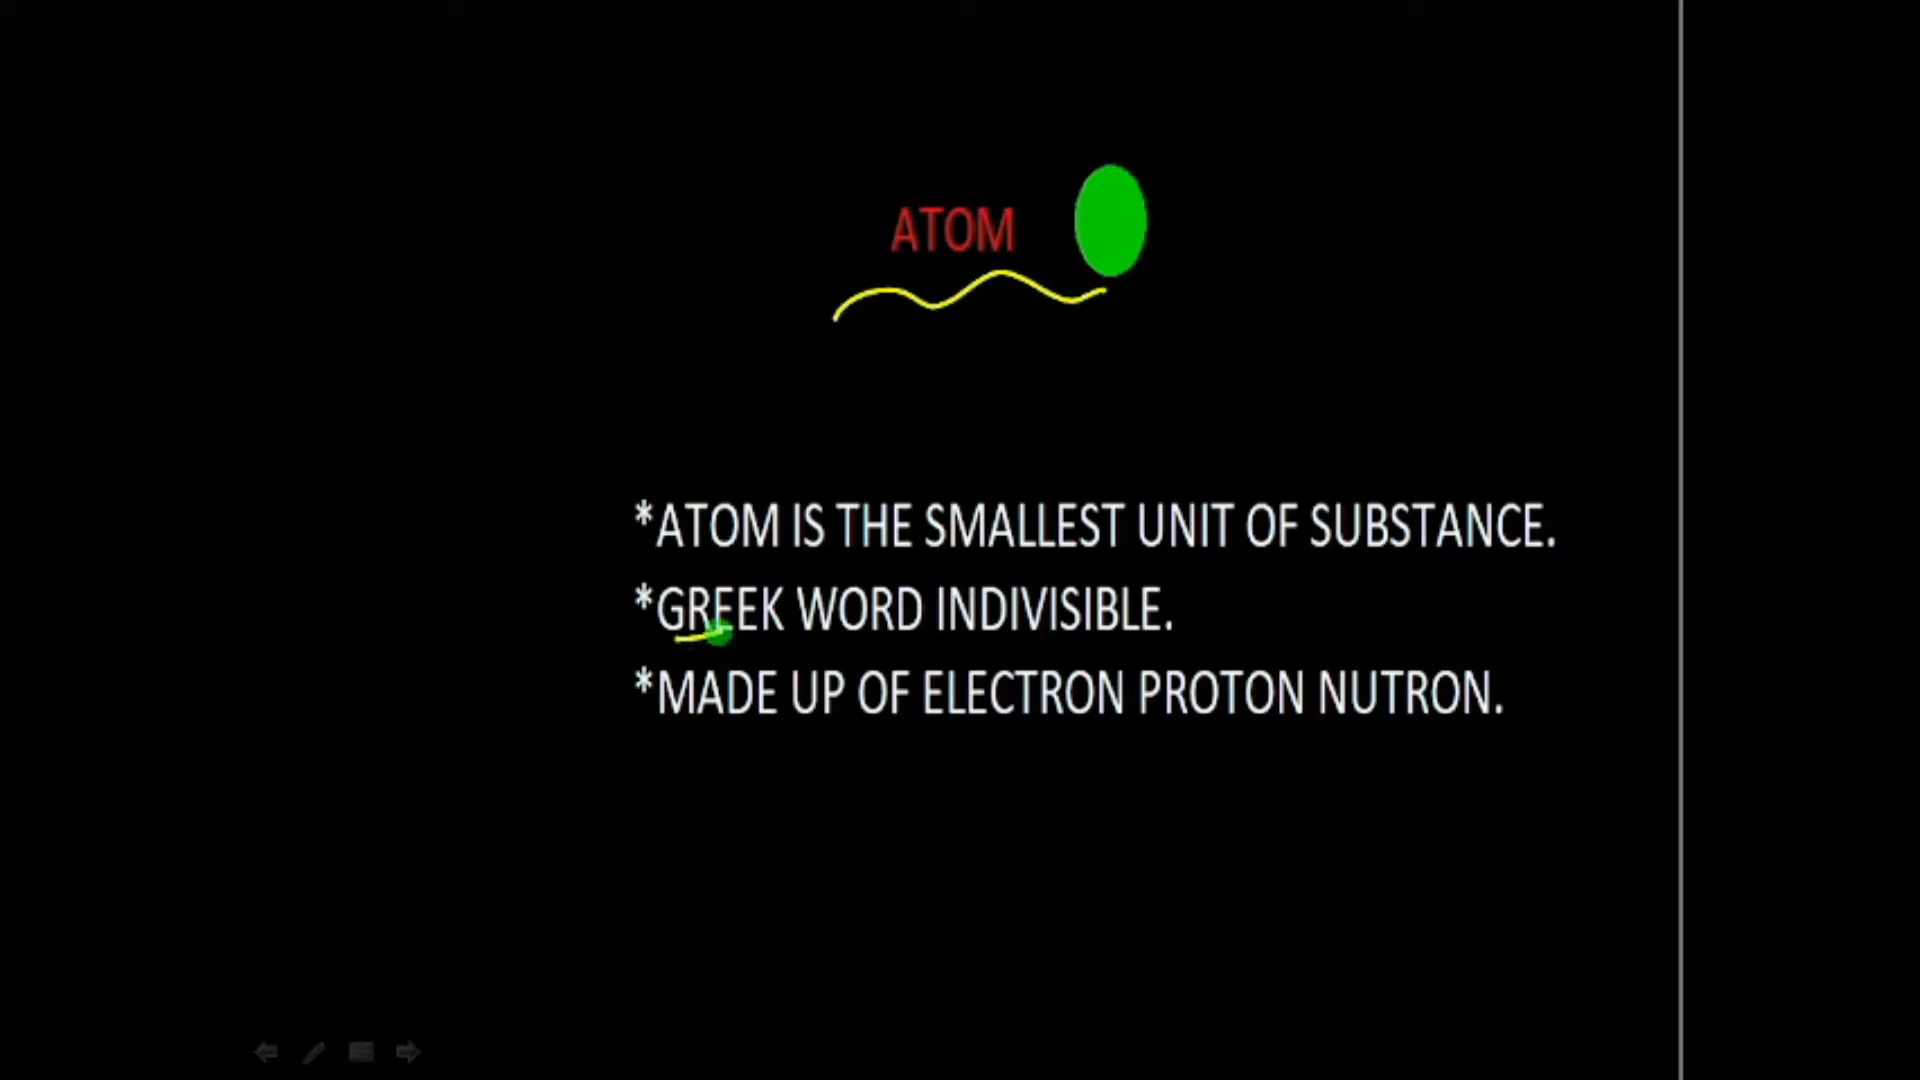 ATOM
*ATOM IS THE SMALLEST UNIT OF SUBSTANCE.
*GREEK WORD INDIVISIBLE.
*MADE UP OF ELECTRON PROTON NUTRON.